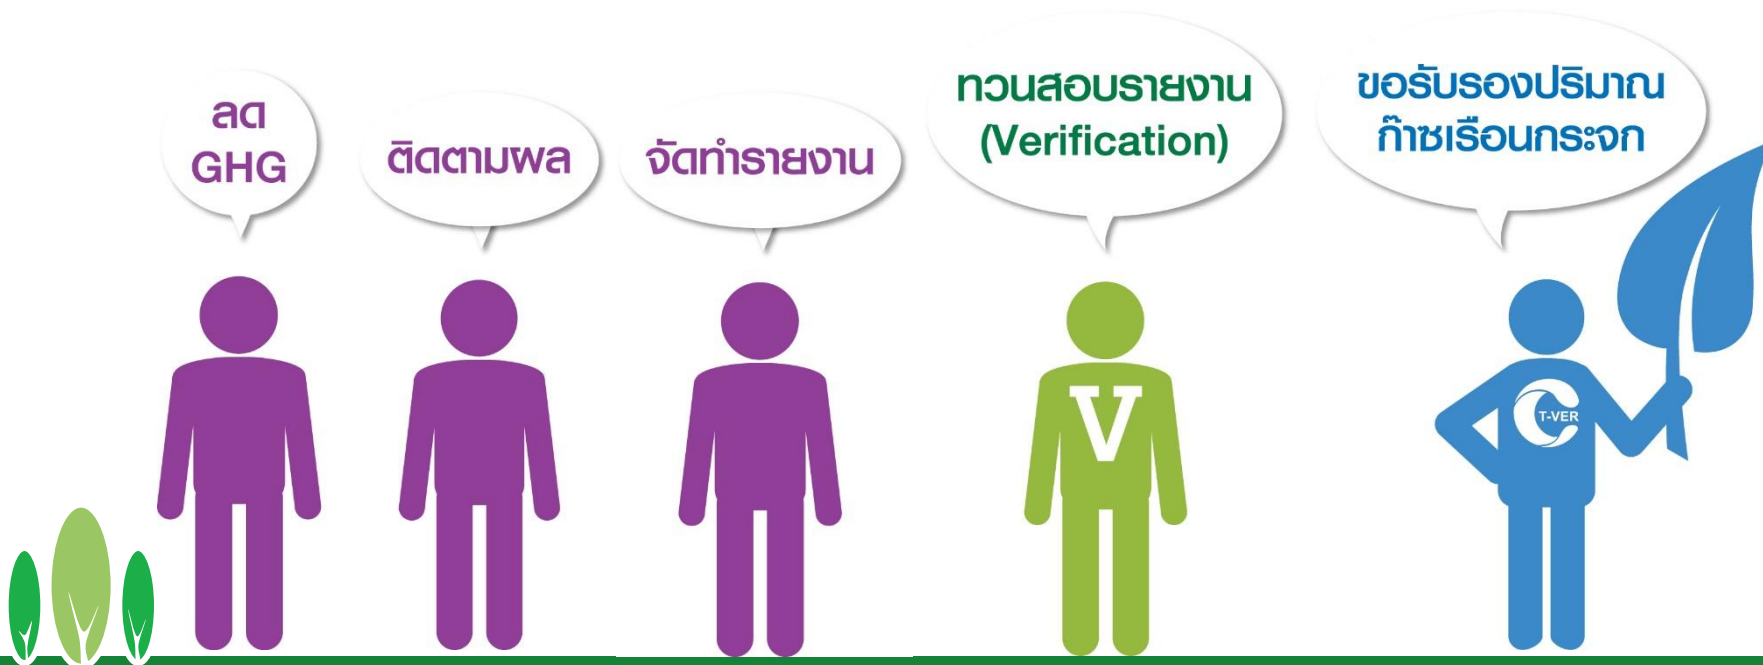 ลด
GHG
ติดตามผล
จัดทำรายงาน
ทวนสอบรายงาน
(Verification)
ขอรับรองปริมาณ
ก๊าซเรือนกระจก
V
T-VER